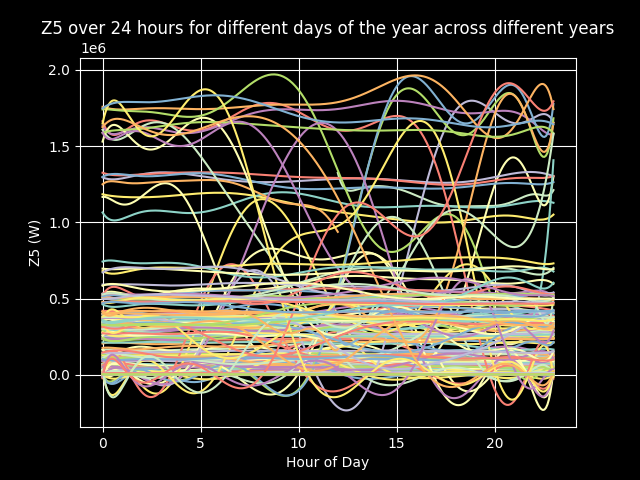 Z5 over 24 hours for different days of the year across different years
1e6
2.0
1.5
1.0
0.5
0.0
Z5 (W)
0 5 10 15 20
Hour of Day